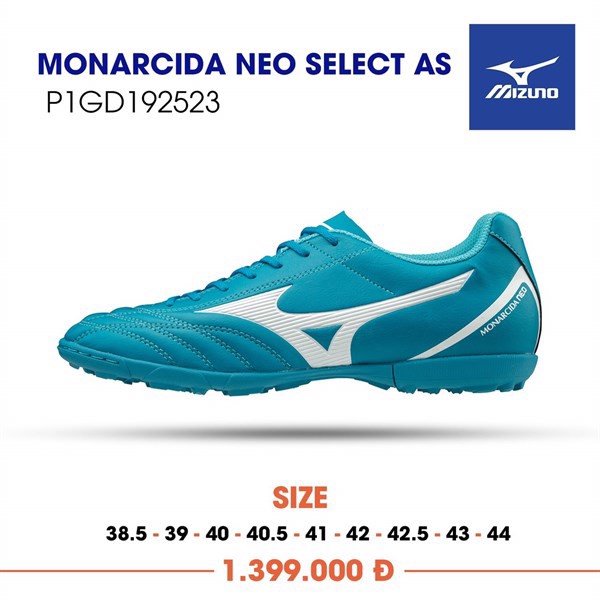 MONARCIDA NEO SELECT AS
P1GD192523
MIZUNO
MONARCIDA NEO
SIZE
38.5 - 39 - 40 - 40.5 - 41 - 42 - 42.5 - 43 - 44
1.399.000 Đ